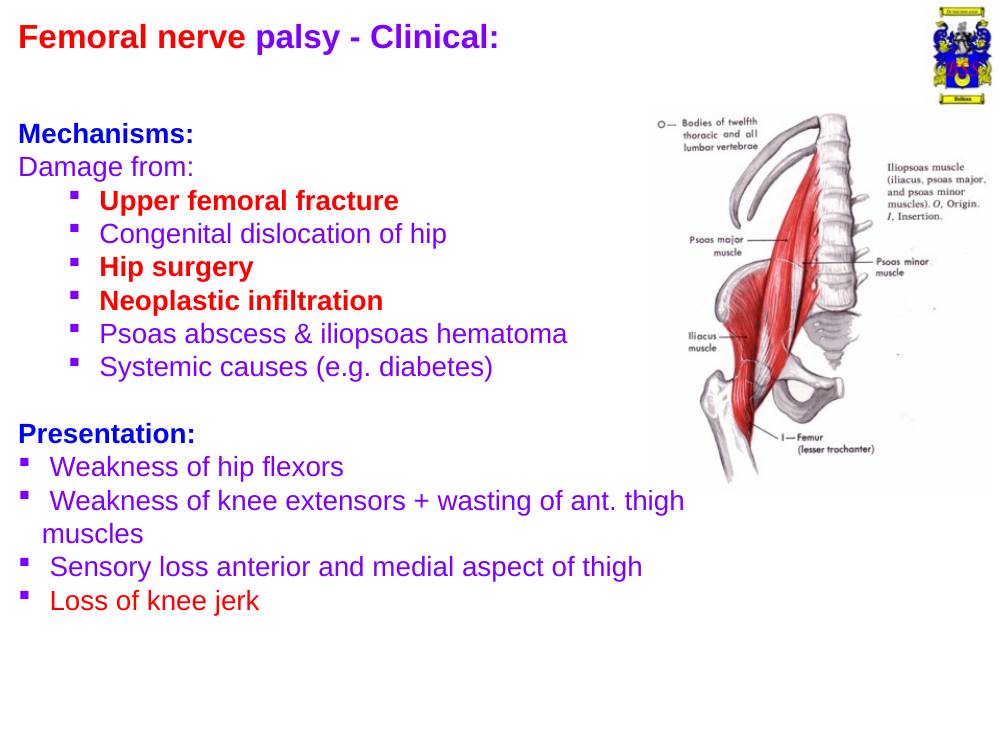 Femoral nerve palsy - Clinical:
Mechanisms:
Damage from:
▪ Upper femoral fracture
▪ Congenital dislocation of hip
▪ Hip surgery
▪ Neoplastic infiltration
▪ Psoas abscess & iliopsoas hematoma
▪ Systemic causes (e.g. diabetes)
Presentation:
▪ Weakness of hip flexors
▪ Weakness of knee extensors + wasting of ant. thigh
muscles
▪ Sensory loss anterior and medial aspect of thigh
▪ Loss of knee jerk
O— Bodies of twelfth
thoracic and all
lumbar vertebrae
Iliopsoas muscle
(iliacus, psoas major,
and psoas minor
muscles). O, Origin.
I, Insertion.
Psoas major
muscle
Psoas minor
muscle
Iliacus
muscle
I—Femur
(lesser trochanter)